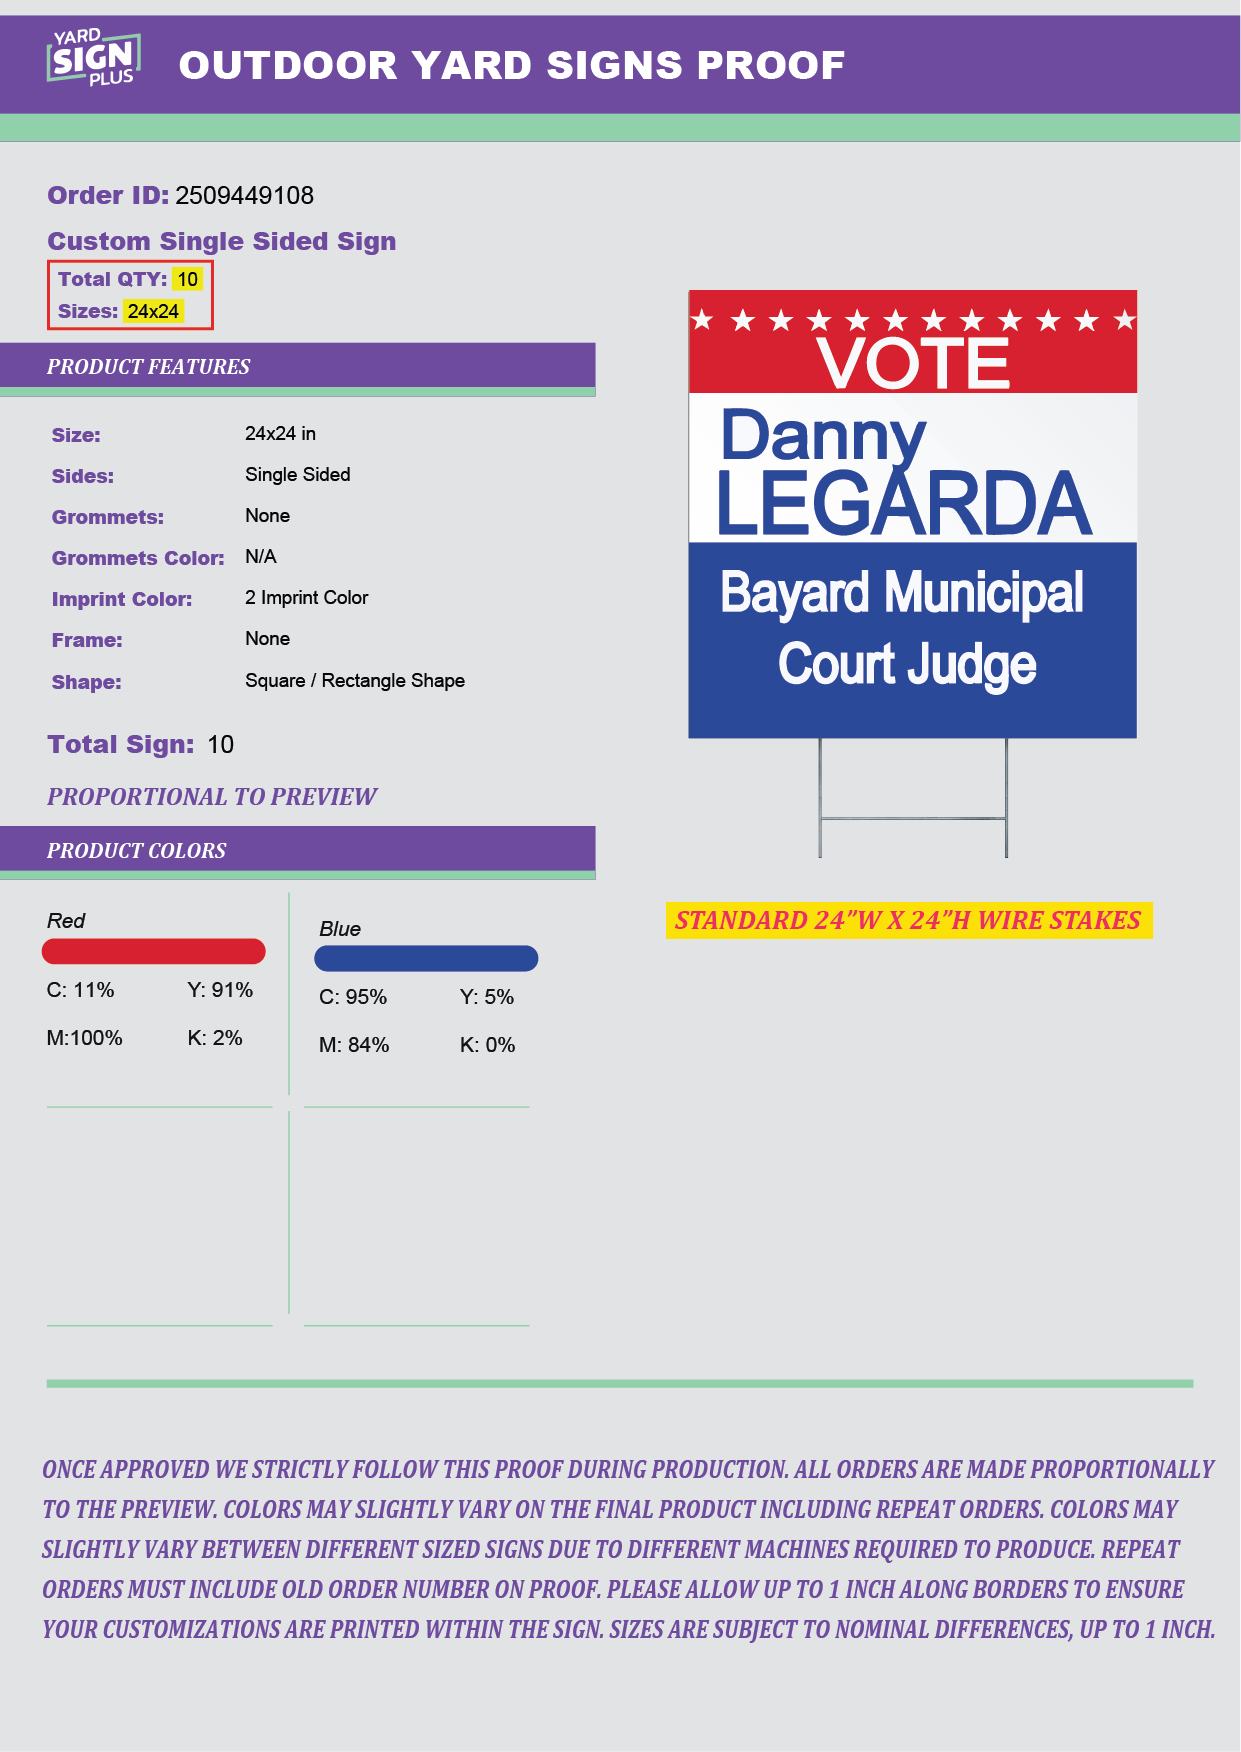 YARD
SIGN
PLUS
OUTDOOR YARD SIGNS PROOF
Order ID: 2509449108
Custom Single Sided Sign
Total QTY: 10
Sizes: 24x24
PRODUCT FEATURES
Size: 24x24 in
Sides: Single Sided
Grommets: None
Grommets Color: N/A
Imprint Color: 2 Imprint Color
Frame: None
Shape: Square / Rectangle Shape
Total Sign: 10
PROPORTIONAL TO PREVIEW
PRODUCT COLORS
Red
C: 11% Y: 91%
M:100% K: 2%
Blue
C: 95% Y: 5%
M: 84% K: 0%
VOTE
Danny
LEGARDA
Bayard Municipal
Court Judge
STANDARD 24”W X 24”H WIRE STAKES
ONCE APPROVED WE STRICTLY FOLLOW THIS PROOF DURING PRODUCTION. ALL ORDERS ARE MADE PROPORTIONALLY
TO THE PREVIEW. COLORS MAY SLIGHTLY VARY ON THE FINAL PRODUCT INCLUDING REPEAT ORDERS. COLORS MAY
SLIGHTLY VARY BETWEEN DIFFERENT SIZED SIGNS DUE TO DIFFERENT MACHINES REQUIRED TO PRODUCE. REPEAT
ORDERS MUST INCLUDE OLD ORDER NUMBER ON PROOF. PLEASE ALLOW UP TO 1 INCH ALONG BORDERS TO ENSURE
YOUR CUSTOMIZATIONS ARE PRINTED WITHIN THE SIGN. SIZES ARE SUBJECT TO NOMINAL DIFFERENCES, UP TO 1 INCH.